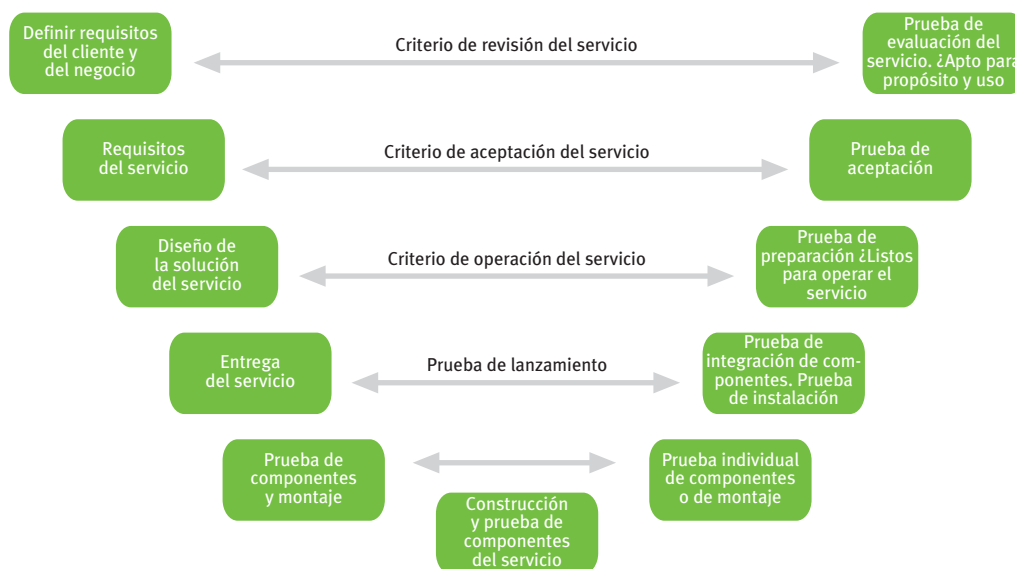 Definir requisitos
del cliente y
del negocio
Criterio de revisión del servicio
Prueba de
evaluación del
servicio. ¿Apto para
propósito y uso
Requisitos
del servicio
Criterio de aceptación del servicio
Prueba de
aceptación
Diseño de
la solución
del servicio
Criterio de operación del servicio
Prueba de
preparación ¿Listos
para operar el
servicio
Entrega
del servicio
Prueba de lanzamiento
Prueba de
integración de com-
ponentes. Prueba
de instalación
Prueba de
componentes
y montaje
Prueba individual
de componentes
o de montaje
Construcción
y prueba de
componentes
del servicio